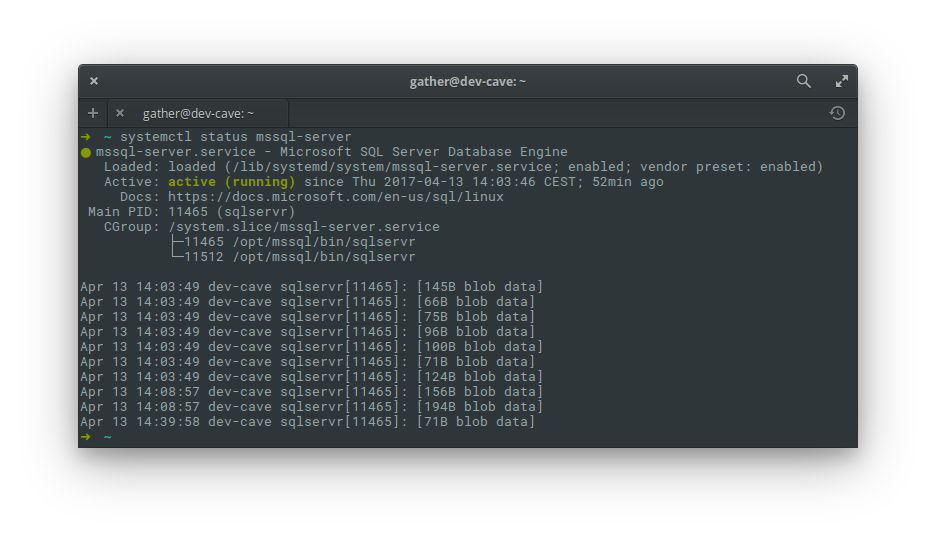 gather@dev-cave: ~
gather@dev-cave: ~
➜ ~ systemctl status mssql-server
● mssql-server.service - Microsoft SQL Server Database Engine
Loaded: loaded (/lib/systemd/system/mssql-server.service; enabled; vendor preset: enabled)
Active: active (running) since Thu 2017-04-13 14:03:46 CEST; 52min ago
Docs: https://docs.microsoft.com/en-us/sql/linux
Main PID: 11465 (sqlservr)
CGroup: /system.slice/mssql-server.service
├─11465 /opt/mssql/bin/sqlservr
└─11512 /opt/mssql/bin/sqlservr
Apr 13 14:03:49 dev-cave sqlservr[11465]: [145B blob data]
Apr 13 14:03:49 dev-cave sqlservr[11465]: [66B blob data]
Apr 13 14:03:49 dev-cave sqlservr[11465]: [75B blob data]
Apr 13 14:03:49 dev-cave sqlservr[11465]: [96B blob data]
Apr 13 14:03:49 dev-cave sqlservr[11465]: [100B blob data]
Apr 13 14:03:49 dev-cave sqlservr[11465]: [71B blob data]
Apr 13 14:03:49 dev-cave sqlservr[11465]: [124B blob data]
Apr 13 14:08:57 dev-cave sqlservr[11465]: [156B blob data]
Apr 13 14:08:57 dev-cave sqlservr[11465]: [194B blob data]
Apr 13 14:39:58 dev-cave sqlservr[11465]: [71B blob data]
➜ ~